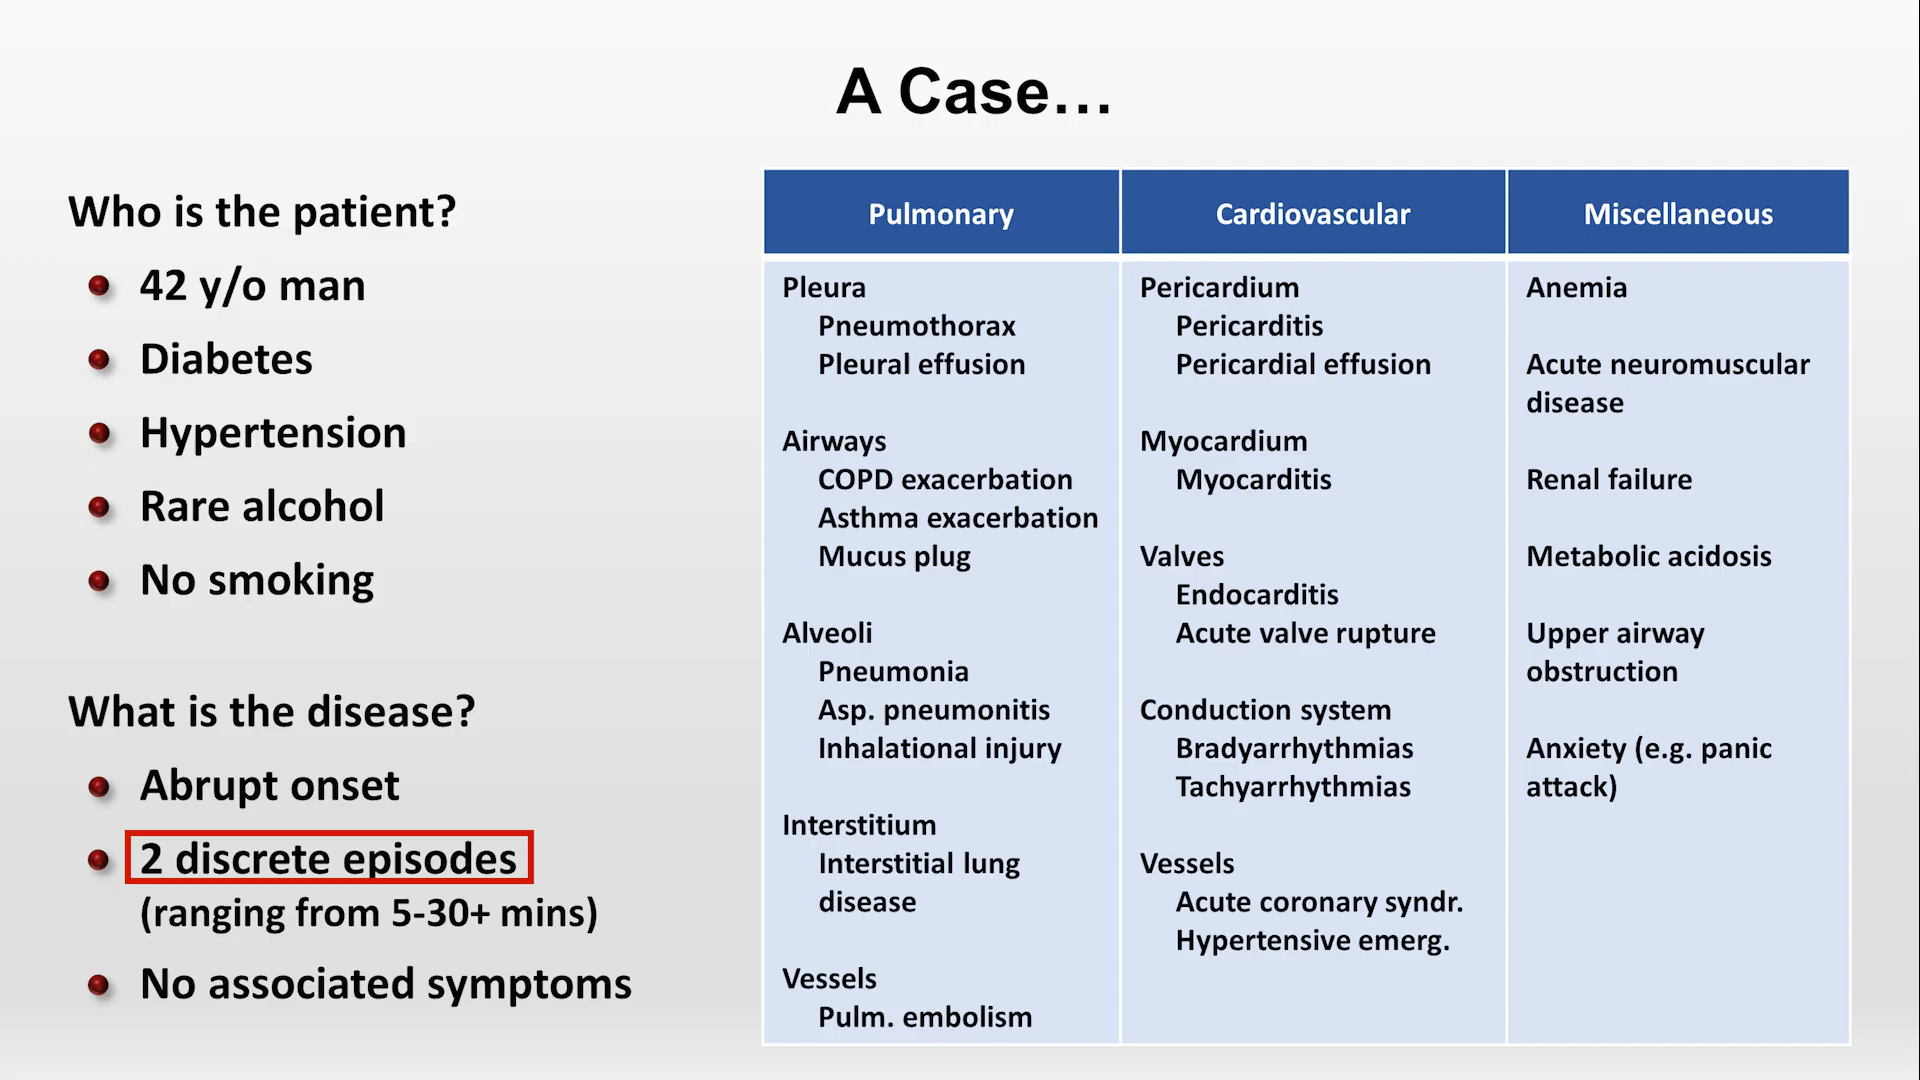 A Case...
Who is the patient?
42 y/o man
Diabetes
Hypertension
Rare alcohol
No smoking
What is the disease?
Abrupt onset
2 discrete episodes
(ranging from 5-30+ mins)
No associated symptoms
Pulmonary
Pleura
Pneumothorax
Pleural effusion
Airways
COPD exacerbation
Asthma exacerbation
Mucus plug
Alveoli
Pneumonia
Asp. pneumonitis
Inhalational injury
Interstitium
Interstitial lung
disease
Vessels
Pulm. embolism
Cardiovascular
Pericardium
Pericarditis
Pericardial effusion
Myocardium
Myocarditis
Valves
Endocarditis
Acute valve rupture
Conduction system
Bradyarrhythmias
Tachyarrhythmias
Vessels
Acute coronary syndr.
Hypertensive emerg.
Miscellaneous
Anemia
Acute neuromuscular
disease
Renal failure
Metabolic acidosis
Upper airway
obstruction
Anxiety (e.g. panic
attack)